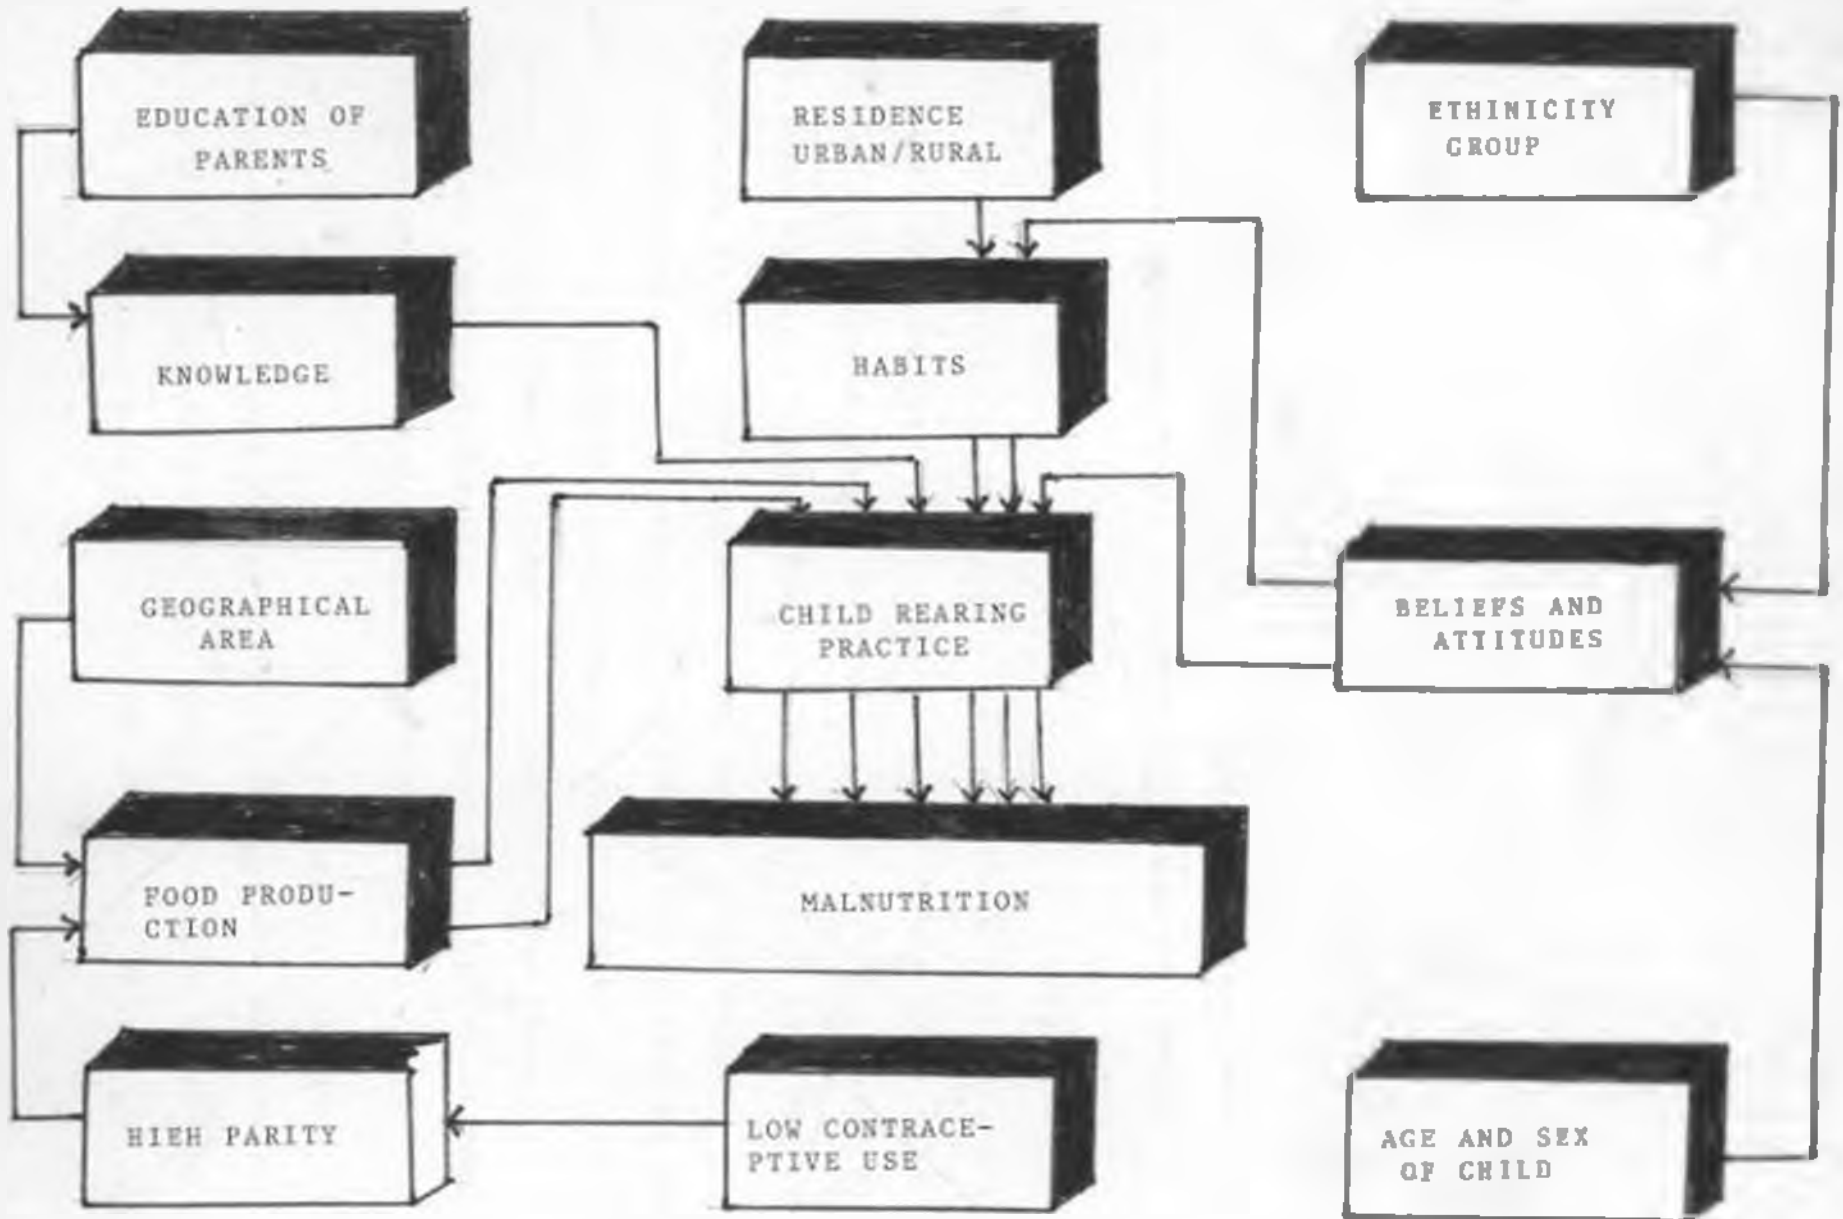 EDUCATION OF
PARENTS
RESIDENCE
URBAN/RURAL
ETHINICITY
GROUP
KNOWLEDGE
HABITS
GEOGRAPHICAL
AREA
CHILD REARING
PRACTICE
BELIEFS AND
ATTITUDES
FOOD PRODU-
CTION
MALNUTRITION
HIEH PARITY
LOW CONTRACE-
PTIVE USE
AGE AND SEX
OF CHILD